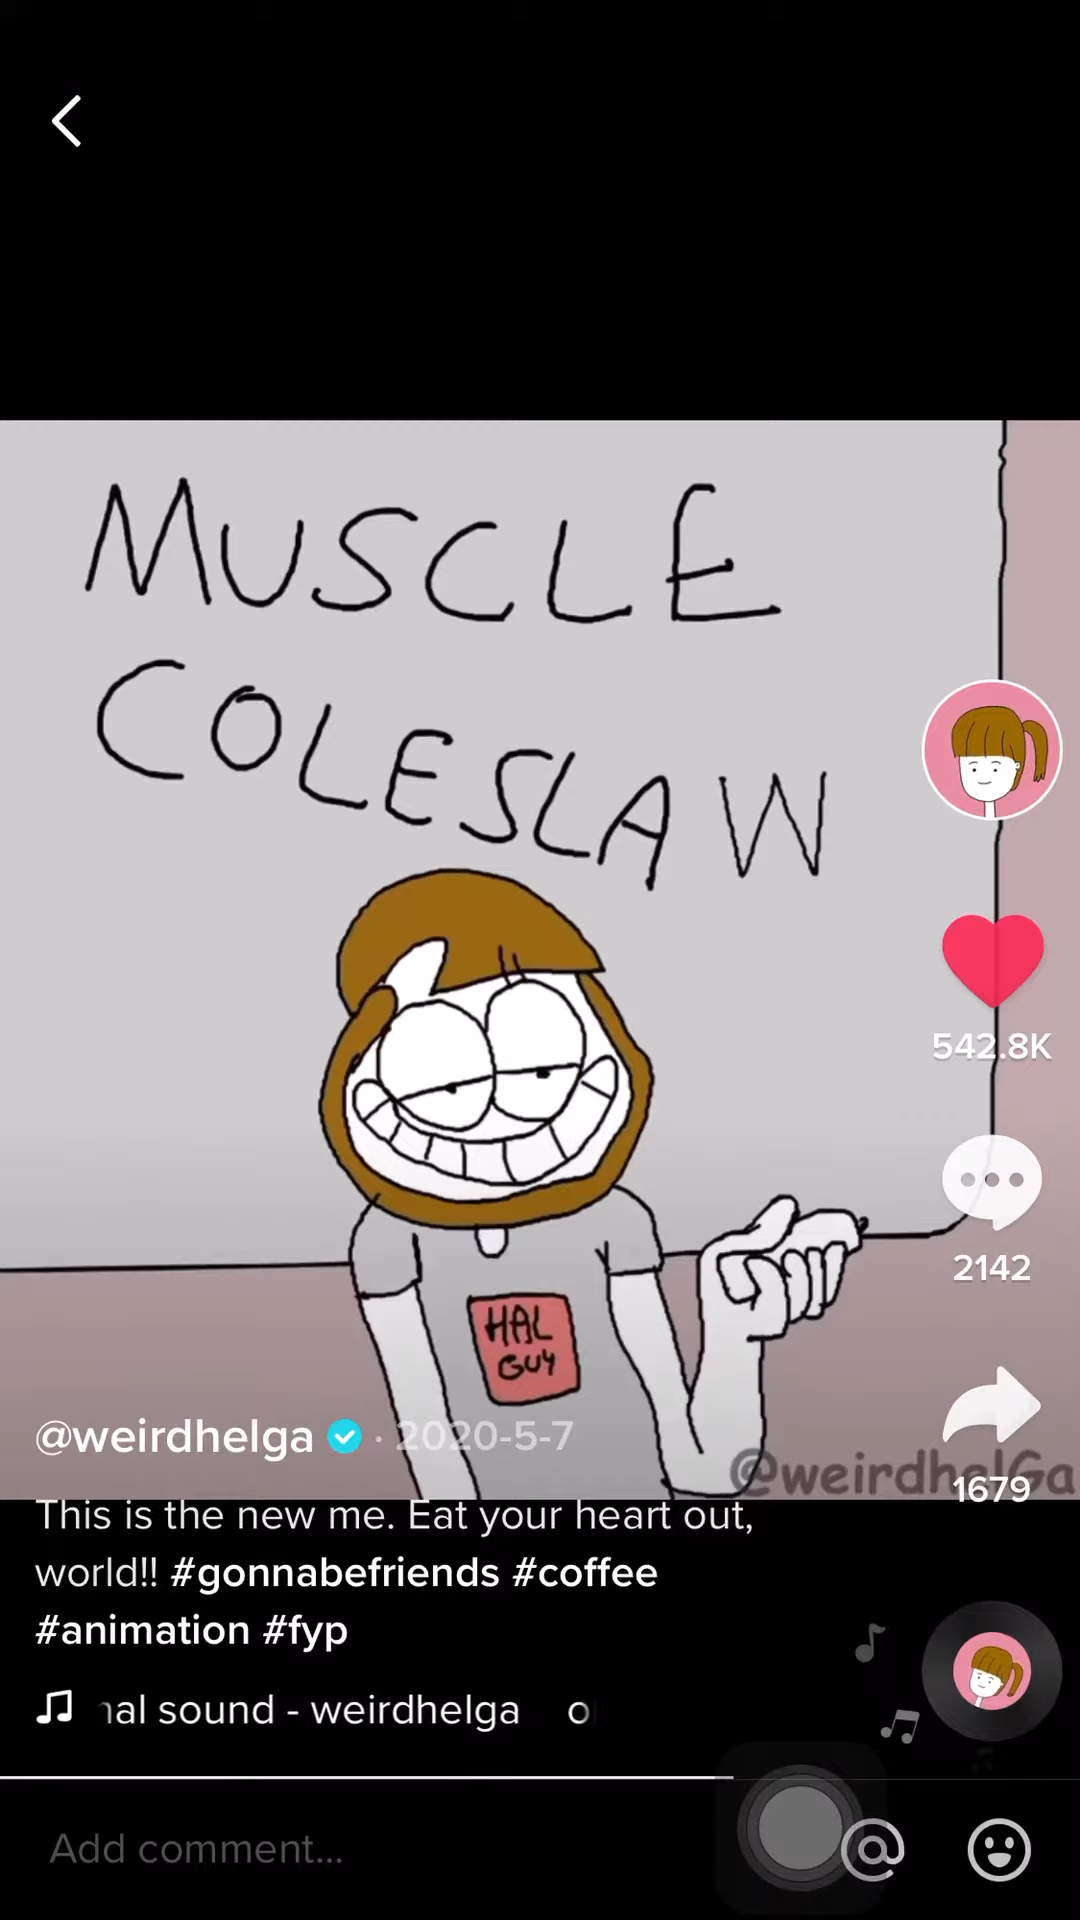 MUSCLE
COLESLAW
HAL
GUY
542.8K
2142
1679
@weirdhelga · 2020-5-7
@weirdhelGa
This is the new me. Eat your heart out,
world!! #gonnabefriends #coffee
#animation #fyp
nal sound - weirdhelga o
Add comment...